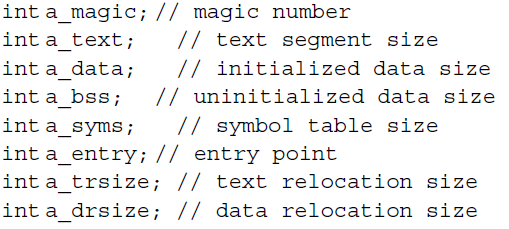 int a_magic; // magic number
int a_text; // text segment size
int a_data; // initialized data size
int a_bss; // uninitialized data size
int a_syms; // symbol table size
int a_entry; // entry point
int a_trsize; // text relocation size
int a_drsize; // data relocation size